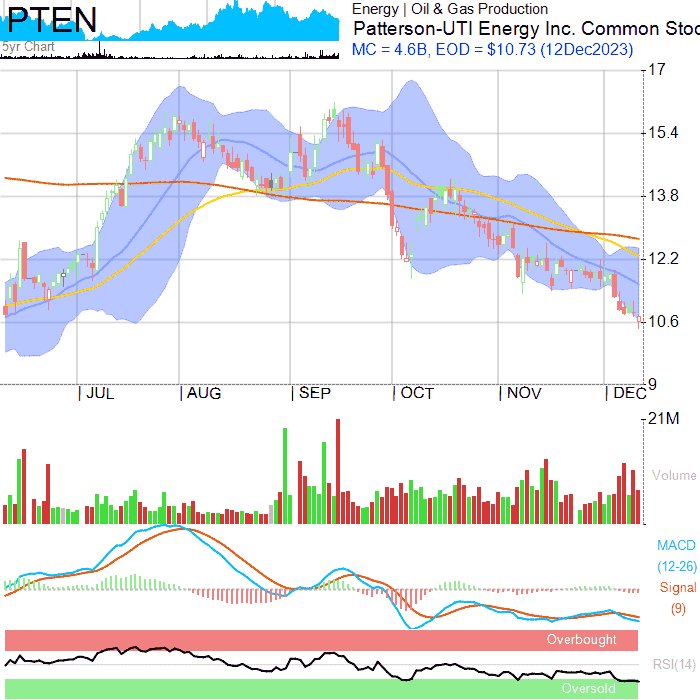 PTEN
5yr Chart
Energy | Oil & Gas Production
Patterson-UTI Energy Inc. Common Stoc
MC = 4.6B, EOD = $10.73 (12Dec2023)
17
15.4
13.8
12.2
10.6
9
| JUL | AUG | SEP | OCT | NOV | DEC
21M
Volume
MACD
(12-26)
Signal
(9)
Overbought
RSI(14)
Oversold